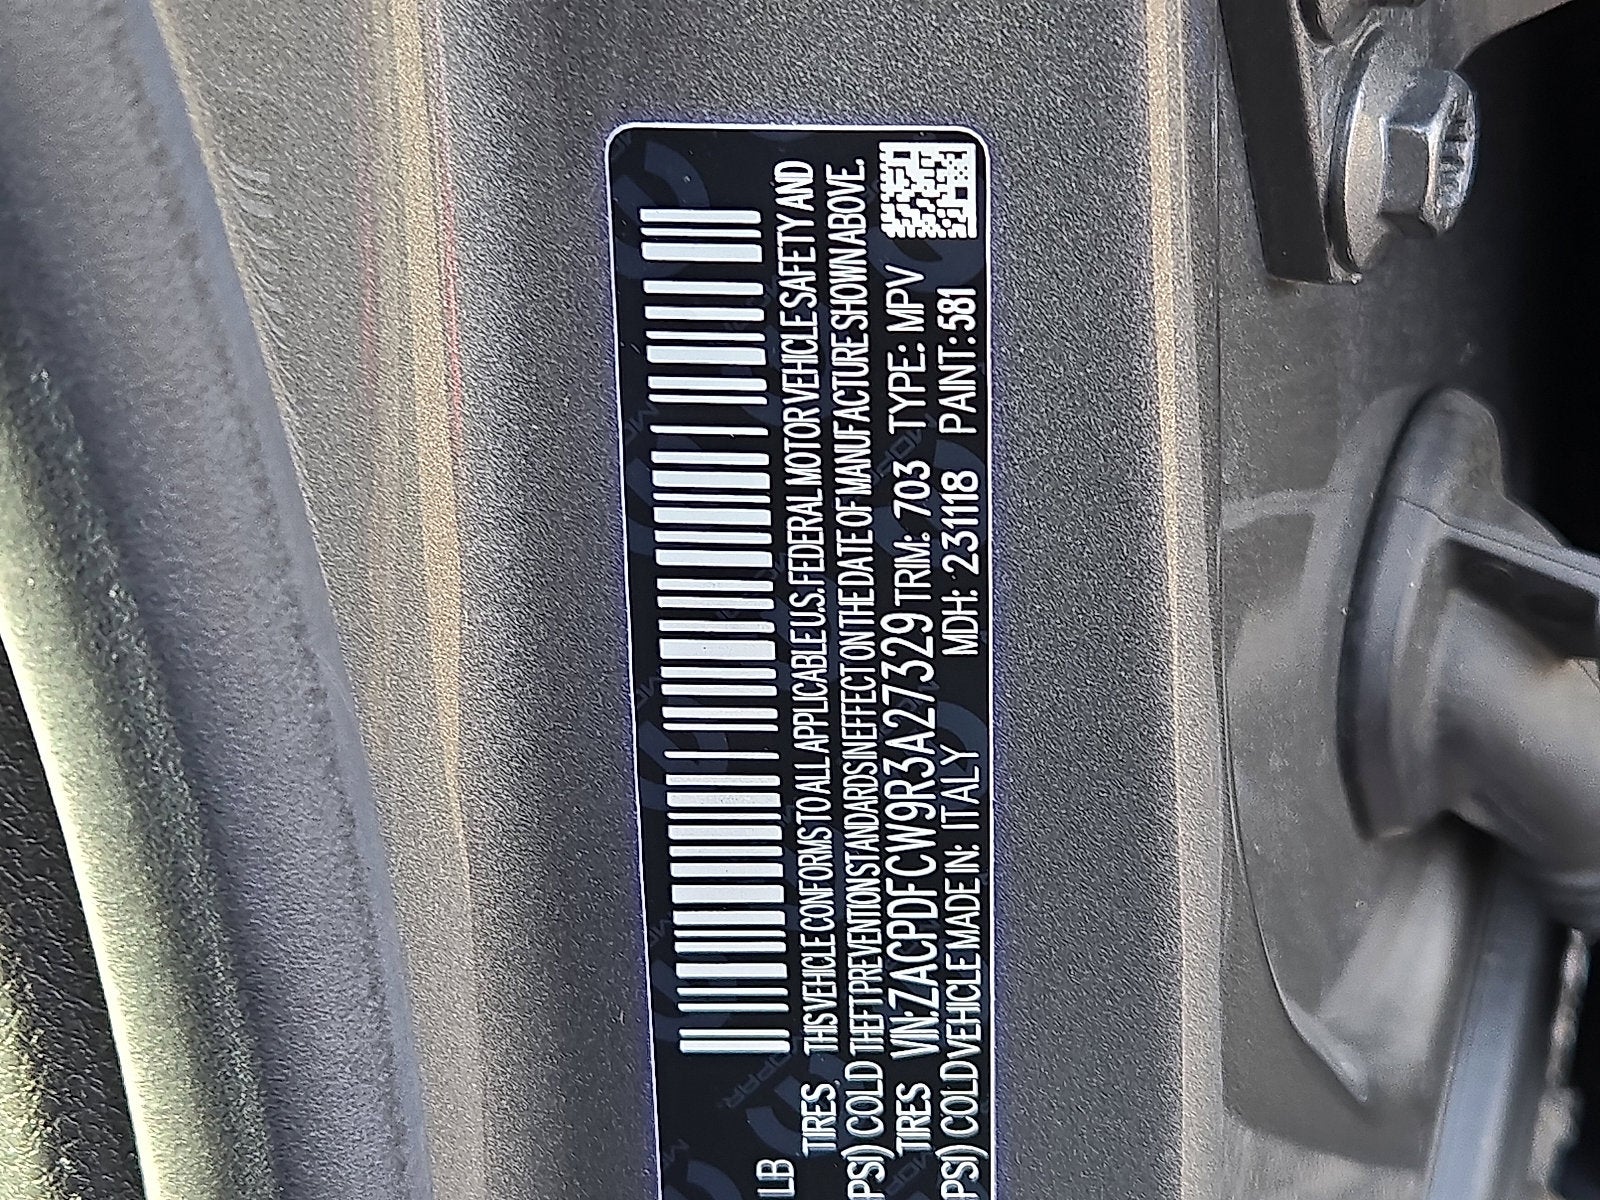 LB
TIRES THIS VEHICLE CONFORMS TO ALL APPLICABLE U.S. FEDERAL MOTOR VEHICLE SAFETY AND
PSI) COLD THEFT PREVENTION STANDARDS IN EFFECT ON THE DATE OF MANUFACTURE SHOWN ABOVE.
TIRES VIN: ZACPDFCW9R3A27329 TRIM: 703 TYPE: MPV
PSI) COLD VEHICLE MADE IN: ITALY MDH: 231118 PAINT: 581
MOPAR